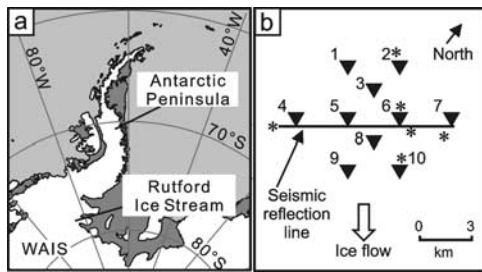 a
80°W
40°W
Antarctic
Peninsula
70°S
Rutford
Ice Stream
WAIS
80°S
b
1
2*
North
3
4
5
6
*
7
*
*
*
8
9
*10
Seismic
reflection
line
Ice flow
0 3
km